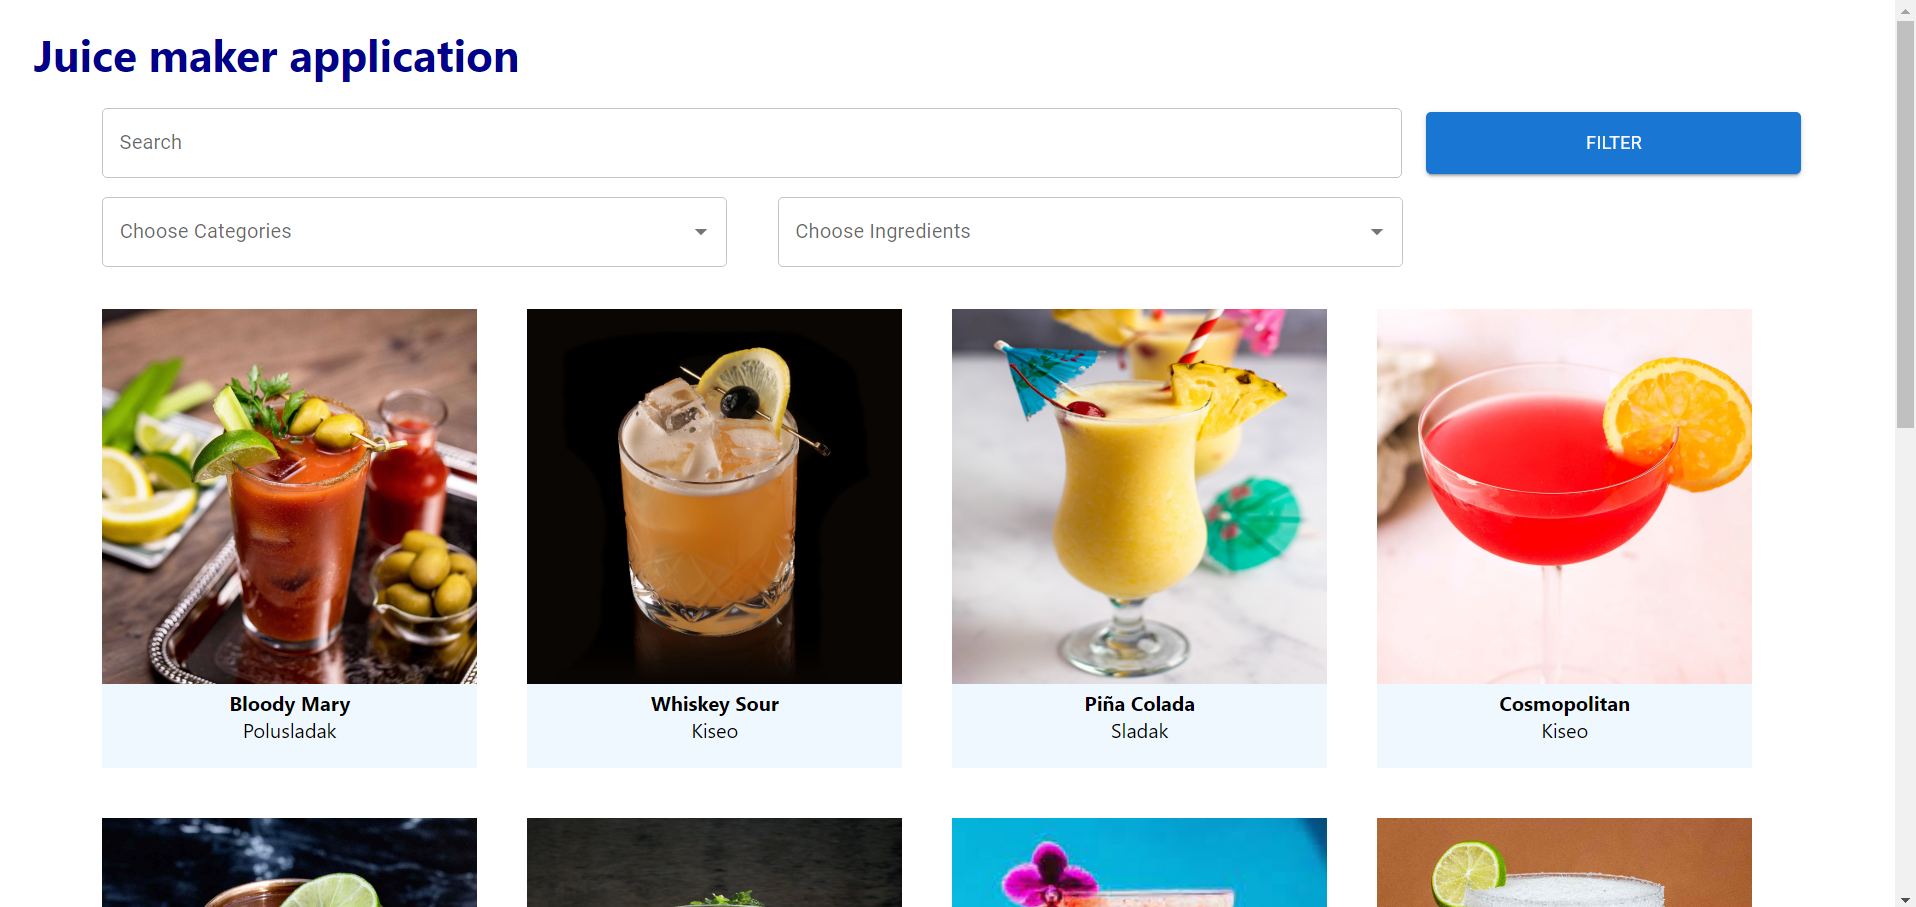 Juice maker application
Search
FILTER
Choose Categories
Choose Ingredients
Bloody Mary
Polusladak
Whiskey Sour
Kiseo
Piña Colada
Sladak
Cosmopolitan
Kiseo